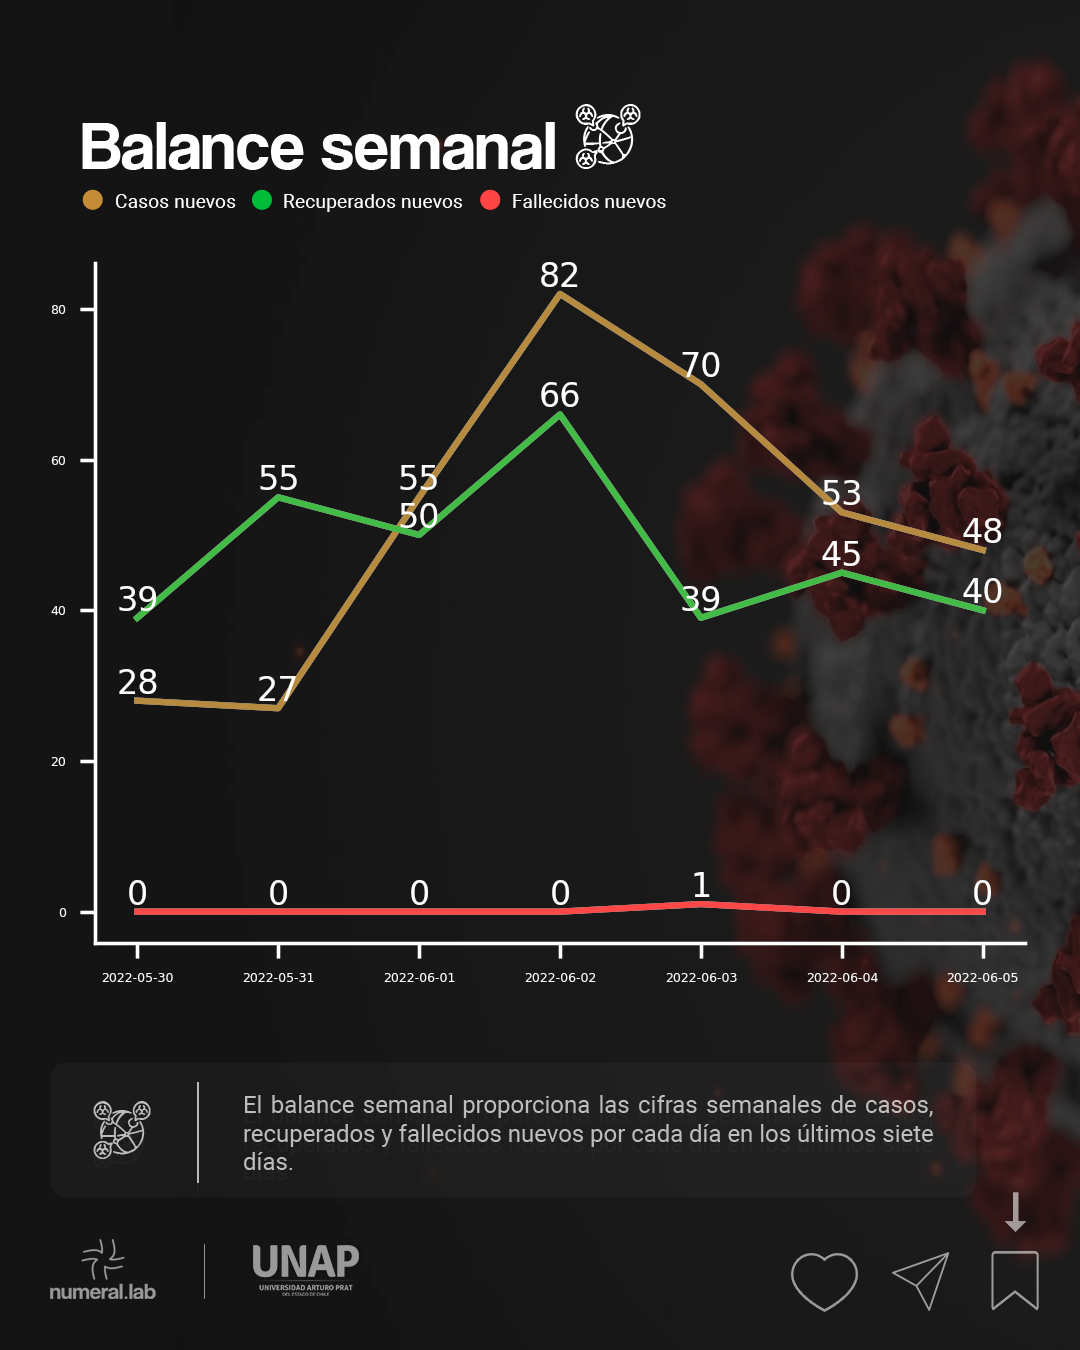 Balance semanal
Casos nuevos Recuperados nuevos Fallecidos nuevos
82
80
70
66
60
55 55 53
50 48
45
40 39 39 40
28 27
20
0 0 0 0 1 0 0
0
2022-05-30 2022-05-31 2022-06-01 2022-06-02 2022-06-03 2022-06-04 2022-06-05
El balance semanal proporciona las cifras semanales de casos,
recuperados y fallecidos nuevos por cada día en los últimos siete
días.
numeral.lab
UNAP
UNIVERSIDAD ARTURO PRAT
DEL ESTADO DE CHILE